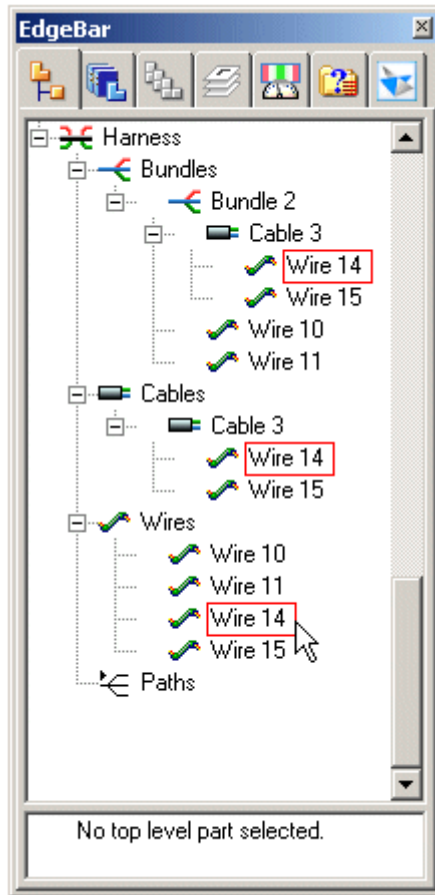 EdgeBar
Harness
Bundles
Bundle 2
Cable 3
Wire 14
Wire 15
Wire 10
Wire 11
Cables
Cable 3
Wire 14
Wire 15
Wires
Wire 10
Wire 11
Wire 14
Wire 15
Paths
No top level part selected.